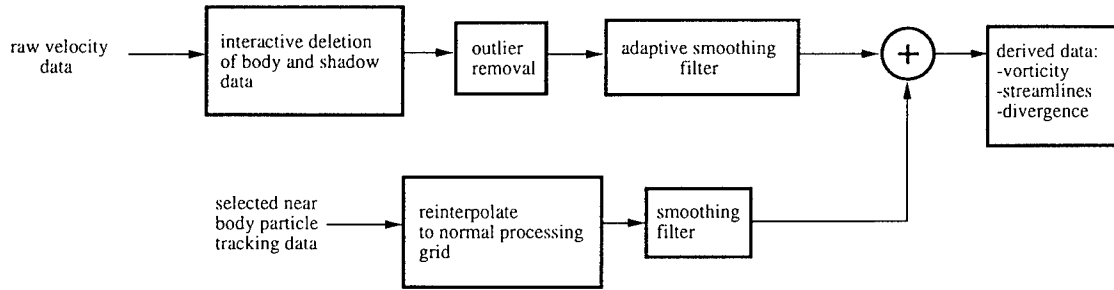 raw velocity
data
interactive deletion
of body and shadow
data
outlier
removal
adaptive smoothing
filter
+
derived data:
-vorticity
-streamlines
-divergence
selected near
body particle
tracking data
reinterpolate
to normal processing
grid
smoothing
filter